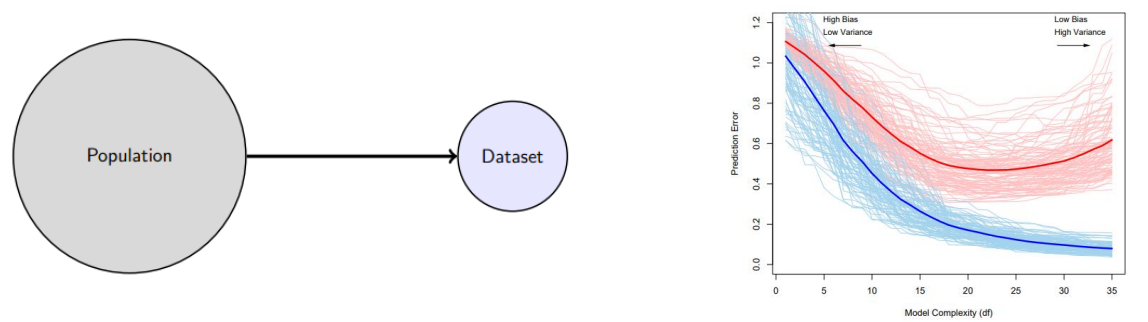 Population
Dataset
High Bias
Low Variance
Low Bias
High Variance
Prediction Error
0.0 0.2 0.4 0.6 0.8 1.0 1.2
0 5 10 15 20 25 30 35
Model Complexity (df)